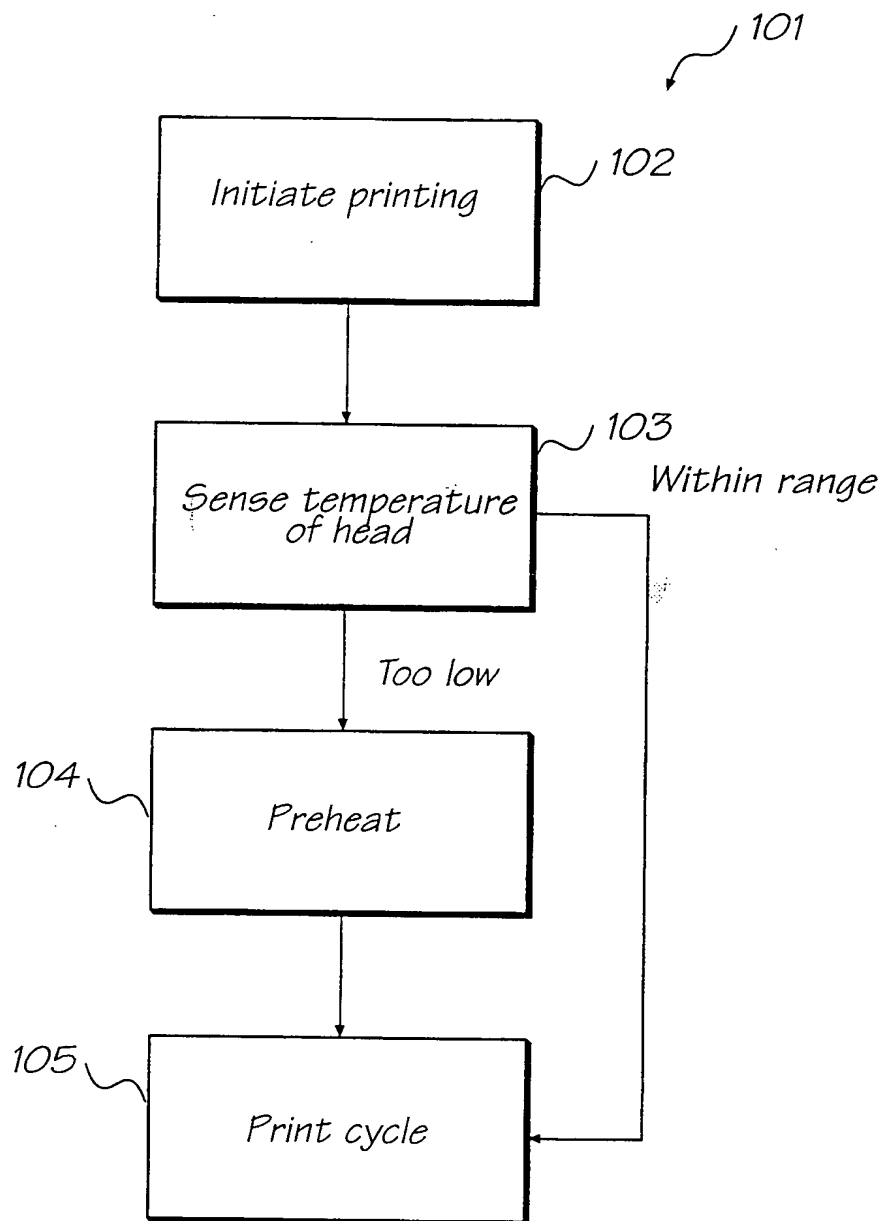 101
Initiate printing
102
103
Within range
Sense temperature
of head
Too low
104
Preheat
105
Print cycle